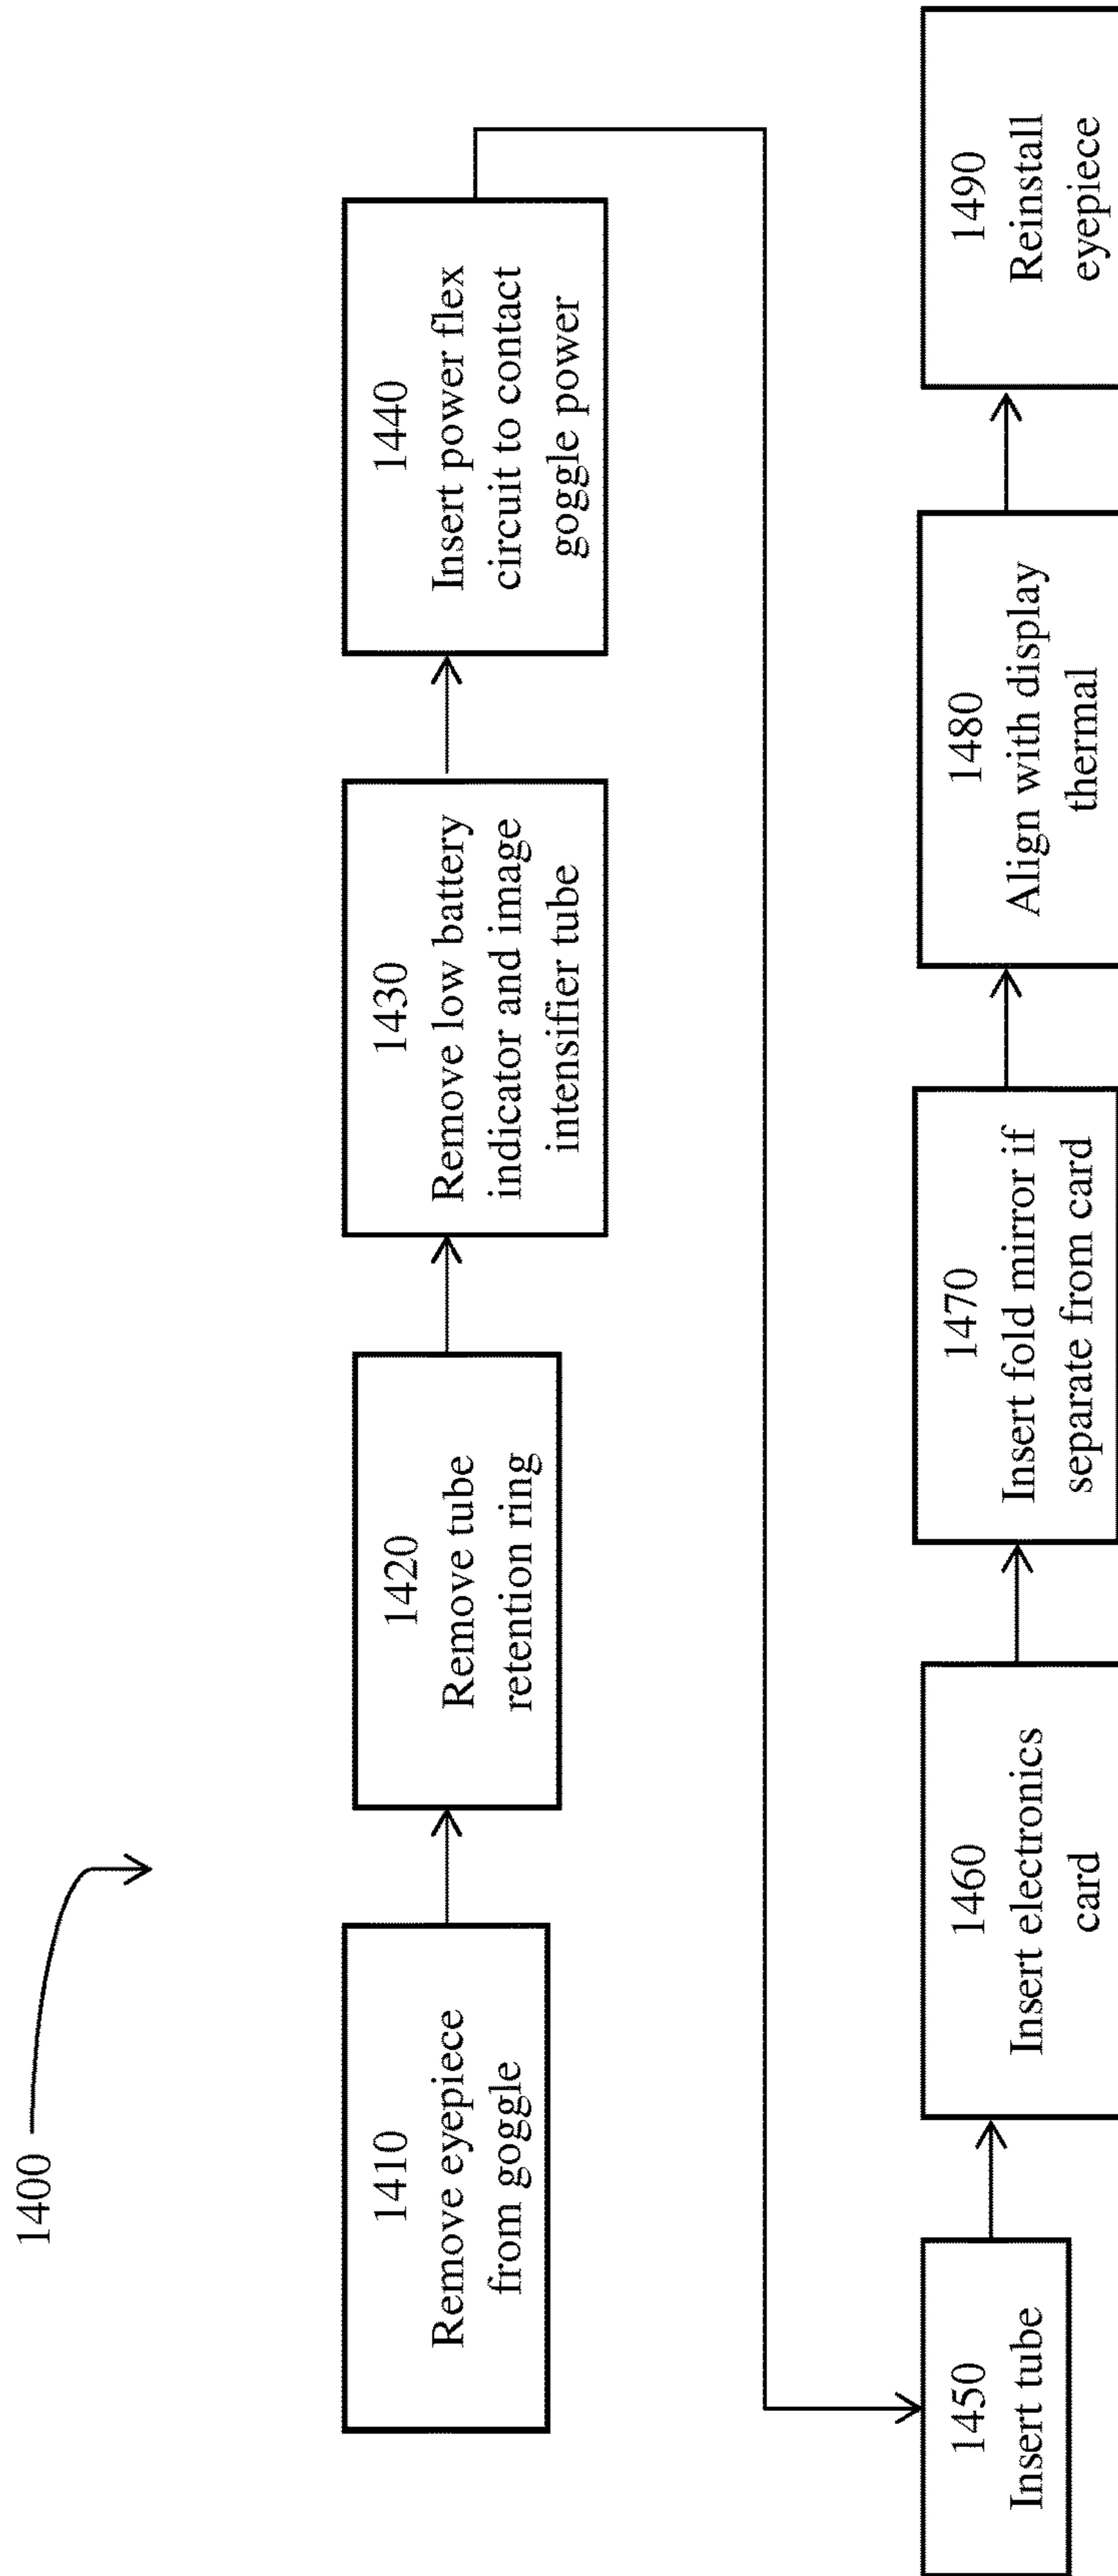 1400
1410
Remove eyepiece
from goggle
1420
Remove tube
retention ring
1430
Remove low battery
indicator and image
intensifier tube
1440
Insert power flex
circuit to contact
goggle power
1450
Insert tube
1460
Insert electronics
card
1470
Insert fold mirror if
separate from card
1480
Align with display
thermal
1490
Reinstall
eyepiece